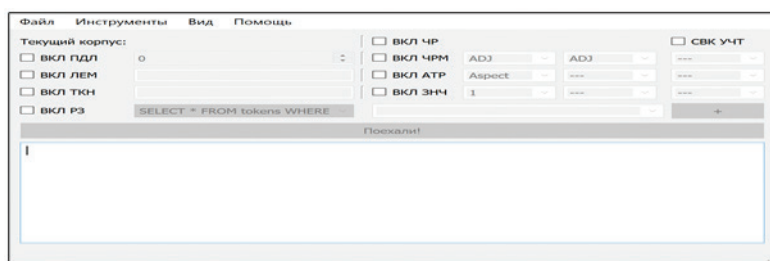 Файл Инструменты Вид Помощь
Текущий корпус: ВКЛ ЧР СВК УЧТ
ВКЛ ПДЛ 0 ВКЛ ЧРМ ADJ ADJ ---
ВКЛ ЛЕМ ВКЛ АТР Aspect --- ---
ВКЛ ТКН ВКЛ ЗНЧ 1 --- ---
ВКЛ РЗ SELECT * FROM tokens WHERE +
Поехали!